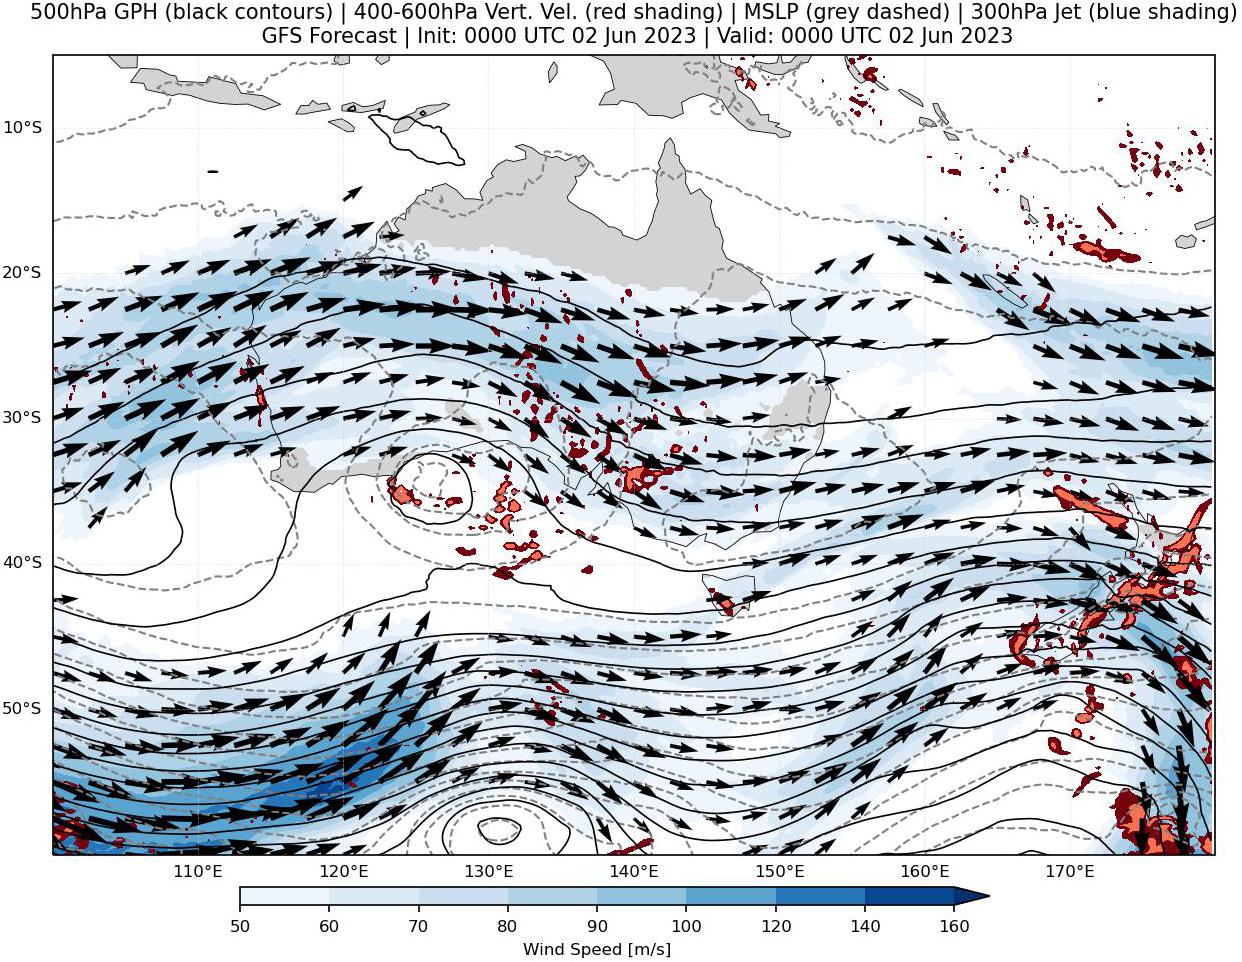 500hPa GPH (black contours) | 400-600hPa Vert. Vel. (red shading) | MSLP (grey dashed) | 300hPa Jet (blue shading)
GFS Forecast | Init: 0000 UTC 02 Jun 2023 | Valid: 0000 UTC 02 Jun 2023
10°S
20°S
30°S
40°S
50°S
110°E 120°E 130°E 140°E 150°E 160°E 170°E
50 60 70 80 90 100 120 140 160
Wind Speed [m/s]